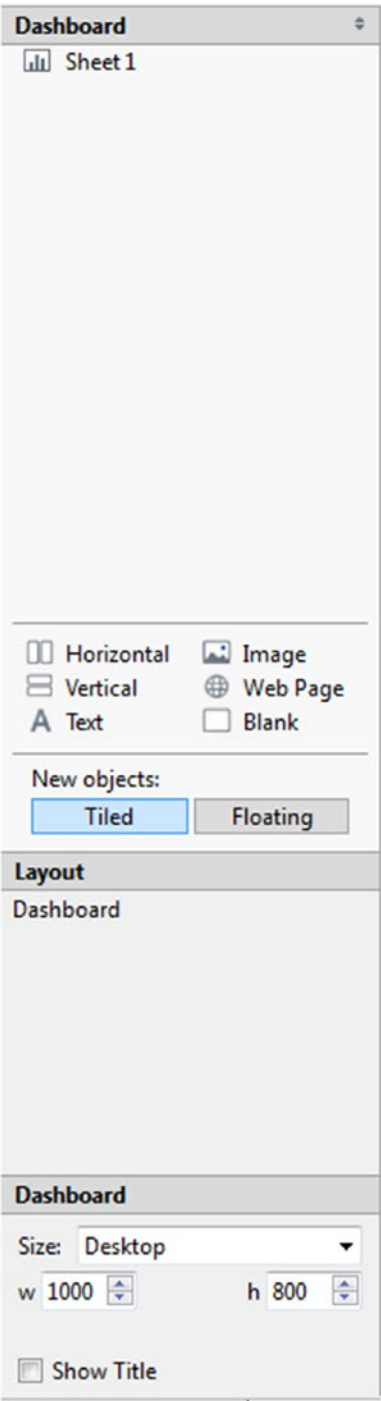 Dashboard
Sheet 1
Horizontal Image
Vertical Web Page
A Text Blank
New objects:
Tiled Floating
Layout
Dashboard
Dashboard
Size: Desktop
w 1000 h 800
Show Title